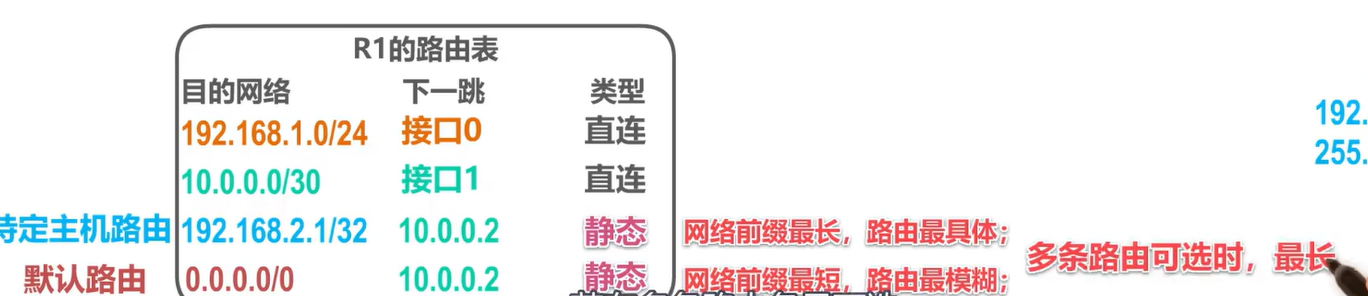 R1的路由表
目的网络 下一跳 类型
192.168.1.0/24 接口0 直连
10.0.0.0/30 接口1 直连
特定主机路由 192.168.2.1/32 10.0.0.2 静态 网络前缀最长，路由最具体；
默认路由 0.0.0.0/0 10.0.0.2 静态 网络前缀最短，路由最模糊；
多条路由可选时，最长
192.
255.